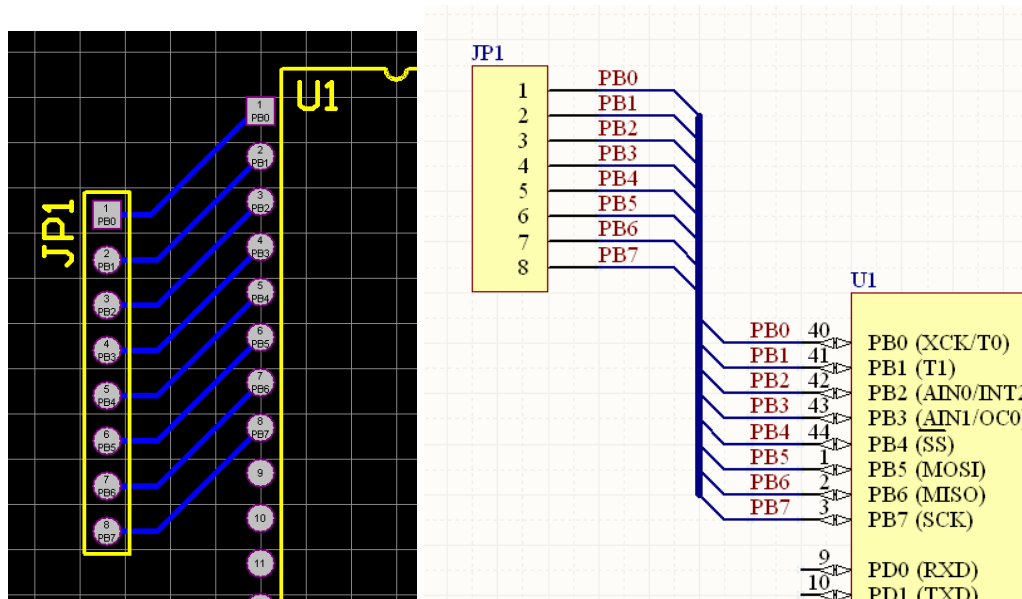 JP1
1
PB0
2
PB1
3
PB2
4
PB3
5
PB4
6
PB5
7
PB6
8
PB7
U1
1
PB0
2
PB1
3
PB2
4
PB3
5
PB4
6
PB5
7
PB6
8
PB7
9
10
11
JP1
1 PB0
2 PB1
3 PB2
4 PB3
5 PB4
6 PB5
7 PB6
8 PB7
U1
PB0 40 PB0 (XCK/T0)
PB1 41 PB1 (T1)
PB2 42 PB2 (AIN0/INT2
PB3 43 PB3 (AIN1/OC0
PB4 44 PB4 (SS)
PB5 1 PB5 (MOSI)
PB6 2 PB6 (MISO)
PB7 3 PB7 (SCK)
9 PD0 (RXD)
10 PD1 (TXD)